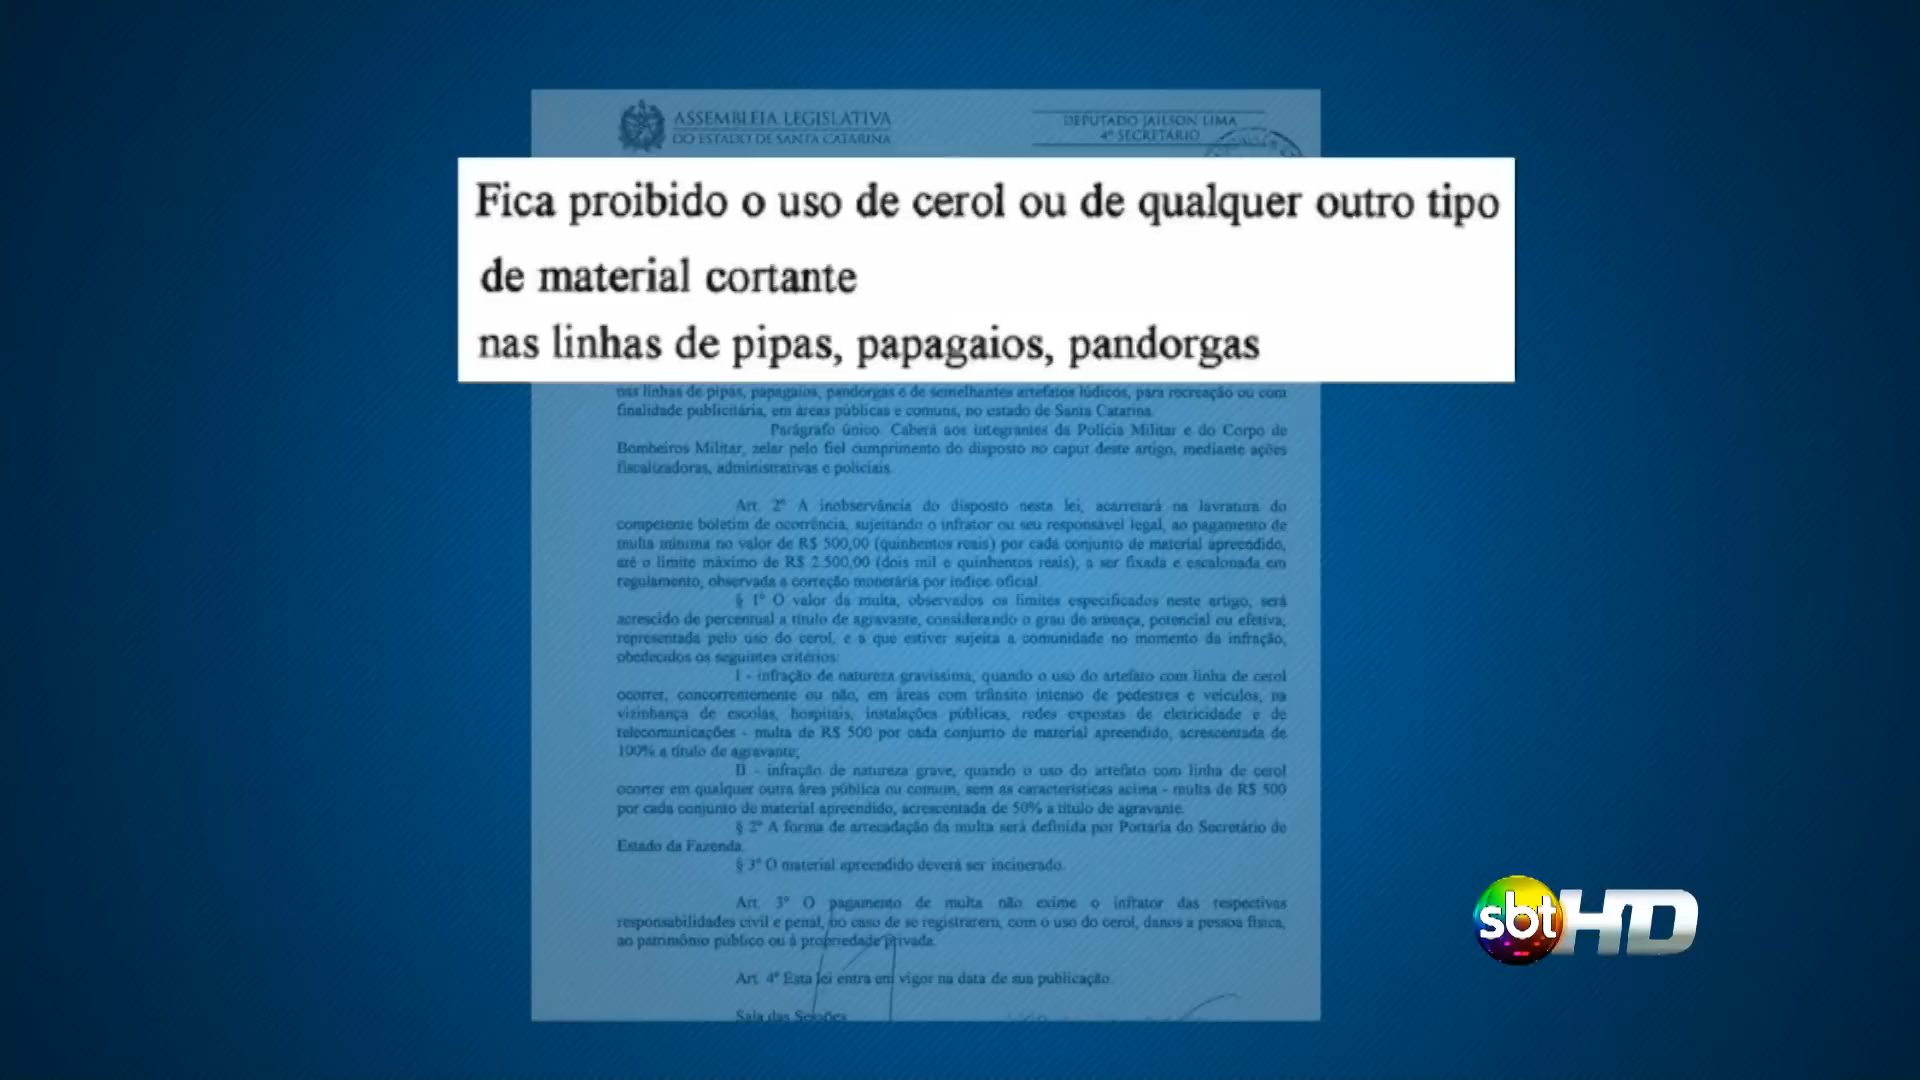 ASSEMBLEIA LEGISLATIVA
DO ESTADO DE SANTA CATARINA
DEPUTADO JAILSON LIMA
4º SECRETÁRIO
Fica proibido o uso de cerol ou de qualquer outro tipo
de material cortante
nas linhas de pipas, papagaios, pandorgas
nas linhas de pipas, papagaios, pandorgas e de semelhantes artefatos lúdicos, para recreação ou com
finalidade publicitária, em áreas públicas e comuns, no estado de Santa Catarina.
Parágrafo único. Caberá aos integrantes da Polícia Militar e do Corpo de
Bombeiros Militar, zelar pelo fiel cumprimento do disposto no caput deste artigo, mediante ações
fiscalizadoras, administrativas e policiais.
Art. 2º A inobservância do disposto nesta lei, acarretará na lavratura do
competente boletim de ocorrência, sujeitando o infrator ou seu responsável legal, ao pagamento de
multa mínima no valor de R$ 500,00 (quinhentos reais) por cada conjunto de material apreendido,
até o limite máximo de R$ 2.500,00 (dois mil e quinhentos reais), a ser fixada e escalonada em
regulamento, observada a correção monetária por índice oficial.
§ 1º O valor da multa, observados os limites especificados neste artigo, será
acrescido de percentual a título de agravante, considerando o grau de ameaça, potencial ou efetiva,
representada pelo uso do cerol, e a que estiver sujeita a comunidade no momento da infração,
obedecidos os seguintes critérios:
I - infração de natureza gravíssima, quando o uso do artefato com linha de cerol
ocorrer, concorrentemente ou não, em áreas com trânsito intenso de pedestres e veículos, na
vizinhança de escolas, hospitais, instalações públicas, redes expostas de eletricidade e de
telecomunicações - multa de R$ 500 por cada conjunto de material apreendido, acrescentada de
100% a título de agravante;
II - infração de natureza grave, quando o uso do artefato com linha de cerol
ocorrer em qualquer outra área pública ou comum, sem as características acima - multa de R$ 500
por cada conjunto de material apreendido, acrescentada de 50% a título de agravante.
§ 2º A forma de arrecadação da multa será definida por Portaria do Secretário de
Estado da Fazenda.
§ 3º O material apreendido deverá ser incinerado.
Art. 3º O pagamento de multa não exime o infrator das respectivas
responsabilidades civil e penal, no caso de se registrarem, com o uso do cerol, danos a pessoa física,
ao patrimônio público ou à propriedade privada.
Art. 4º Esta lei entra em vigor na data de sua publicação.
Sala das Sessões
sbt HD